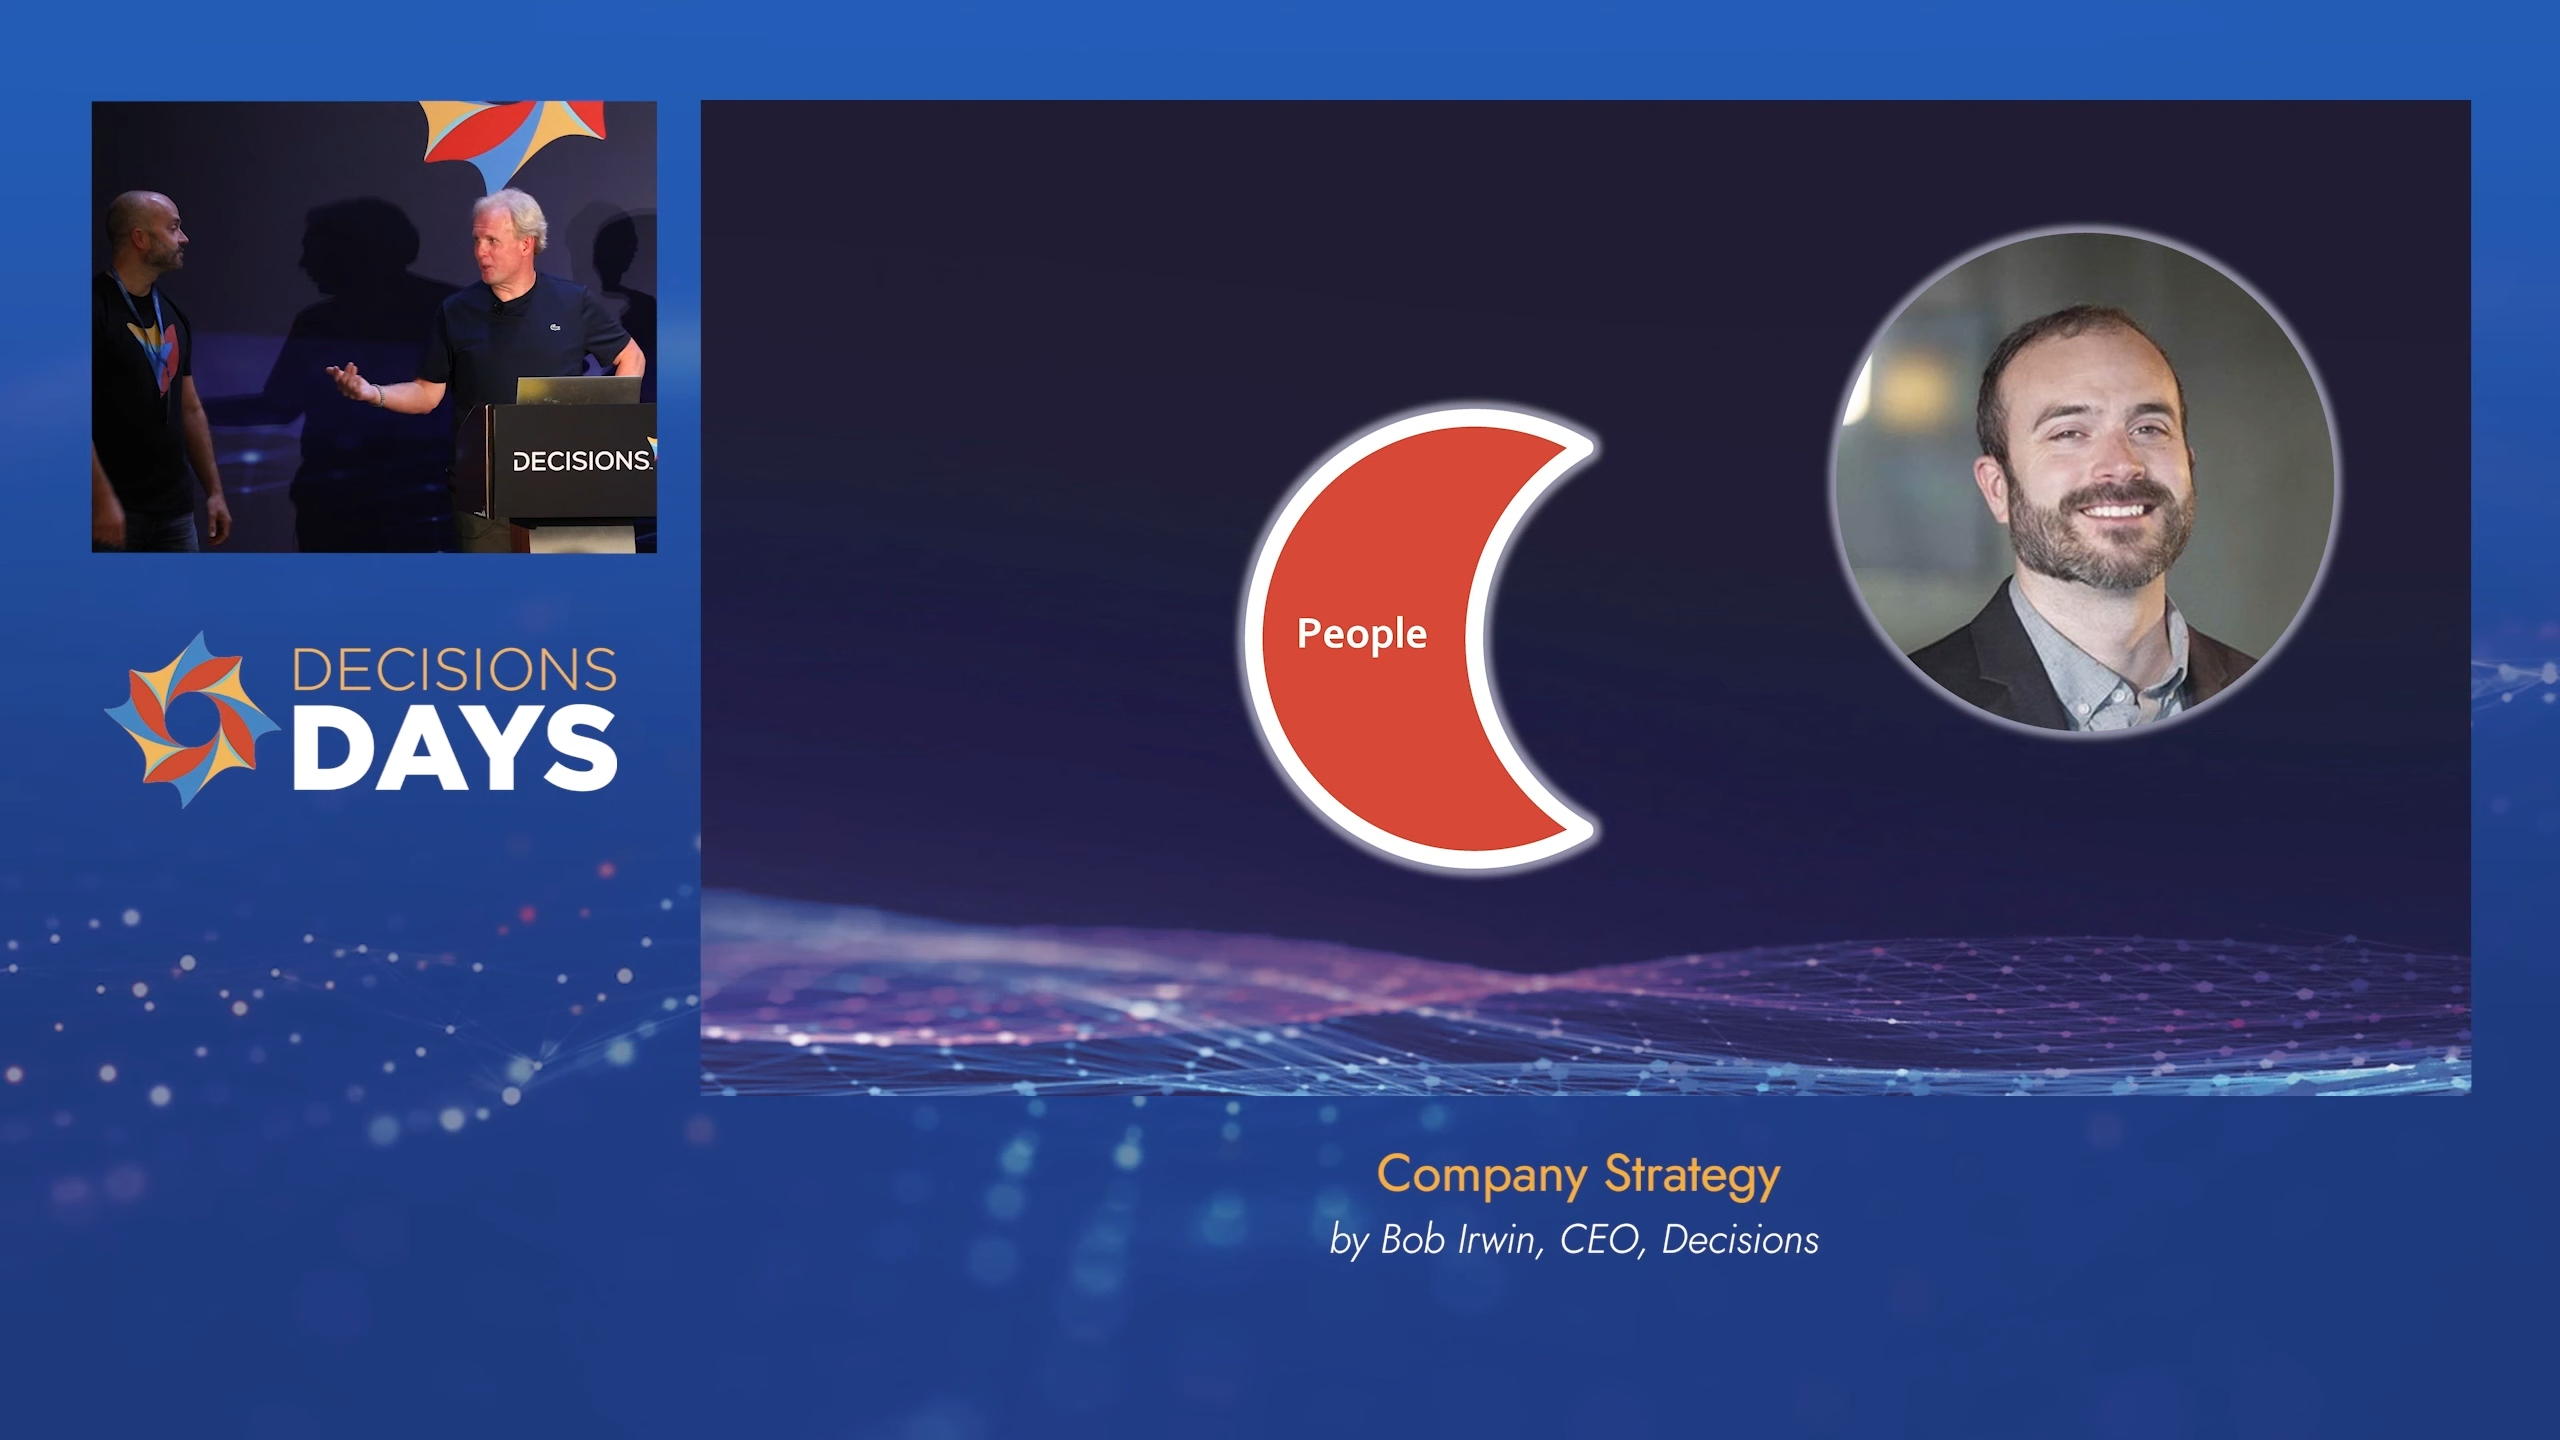 DECISIONS
DECISIONS
DAYS
People
Company Strategy
by Bob Irwin, CEO, Decisions